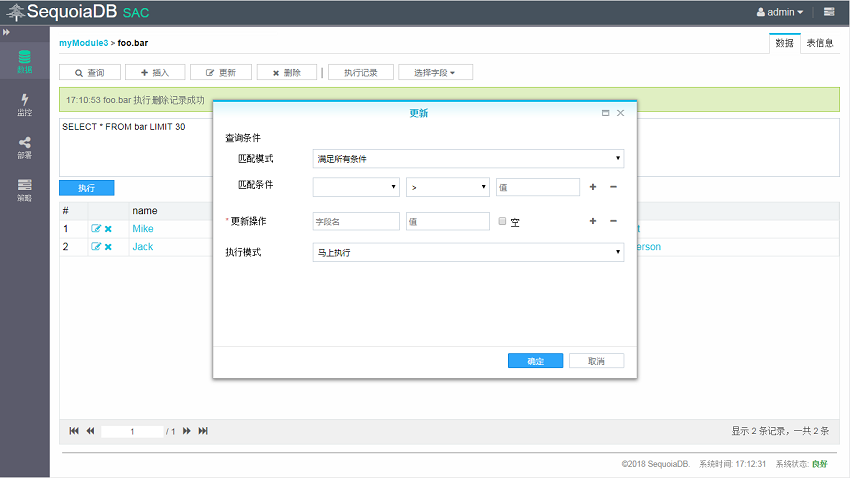 SequoiaDB SAC
admin
数据
监控
部署
策略
myModule3 > foo.bar
数据 表信息
查询 插入 更新 删除 | 执行记录 选择字段
17:10:53 foo.bar 执行删除记录成功
SELECT * FROM bar LIMIT 30
执行
# name
1 Mike t
2 Jack erson
更新
查询条件
匹配模式 满足所有条件
匹配条件 > 值
* 更新操作 字段名 值 空
执行模式 马上执行
确定 取消
1 / 1
显示 2 条记录，一共 2 条
©2018 SequoiaDB. 系统时间: 17:12:31 系统状态: 良好